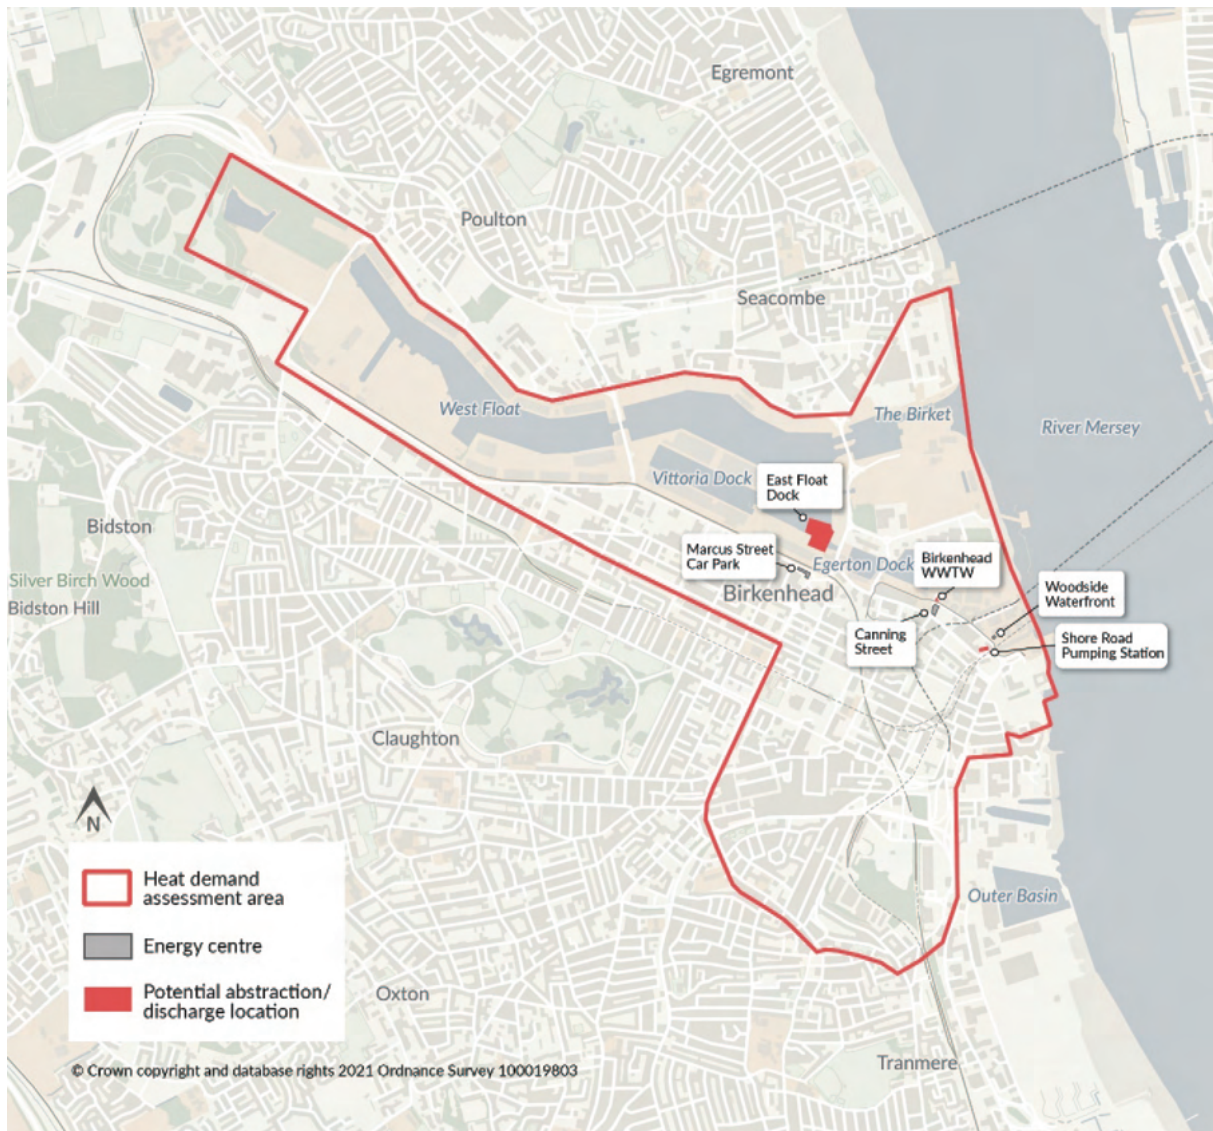 Egremont
Poulton
Seacombe
West Float
The Birket
River Mersey
Vittoria Dock
East Float
Dock
Bidston
Marcus Street
Car Park
Egerton Dock
Birkenhead
WWTW
Silver Birch Wood
Bidston Hill
Birkenhead
Woodside
Waterfront
Canning
Street
Shore Road
Pumping Station
Claughton
N
Heat demand
assessment area
Energy centre
Potential abstraction/
discharge location
Outer Basin
Oxton
Tranmere
© Crown copyright and database rights 2021 Ordnance Survey 100019803